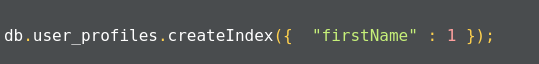 db.user_profiles.createIndex({  "firstName" : 1 });